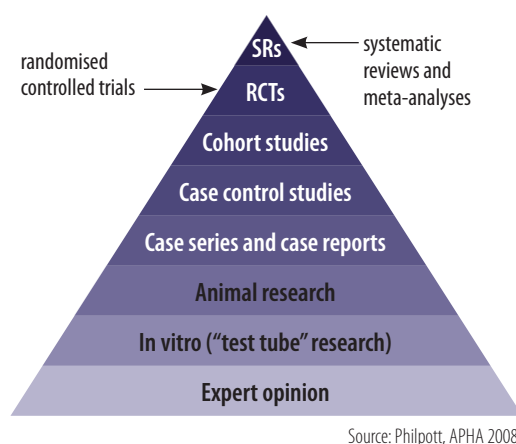 SRs
systematic
reviews and
meta-analyses
randomised
controlled trials
RCTs
Cohort studies
Case control studies
Case series and case reports
Animal research
In vitro (“test tube” research)
Expert opinion
Source: Philpott, APHA 2008